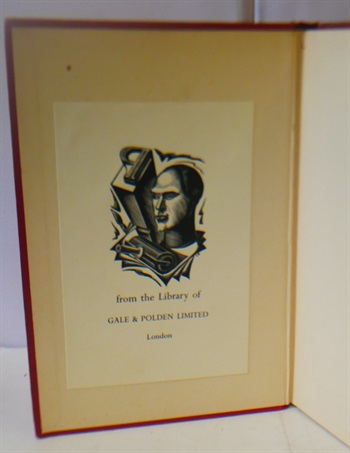 from the Library of
GALE & POLDEN LIMITED
London